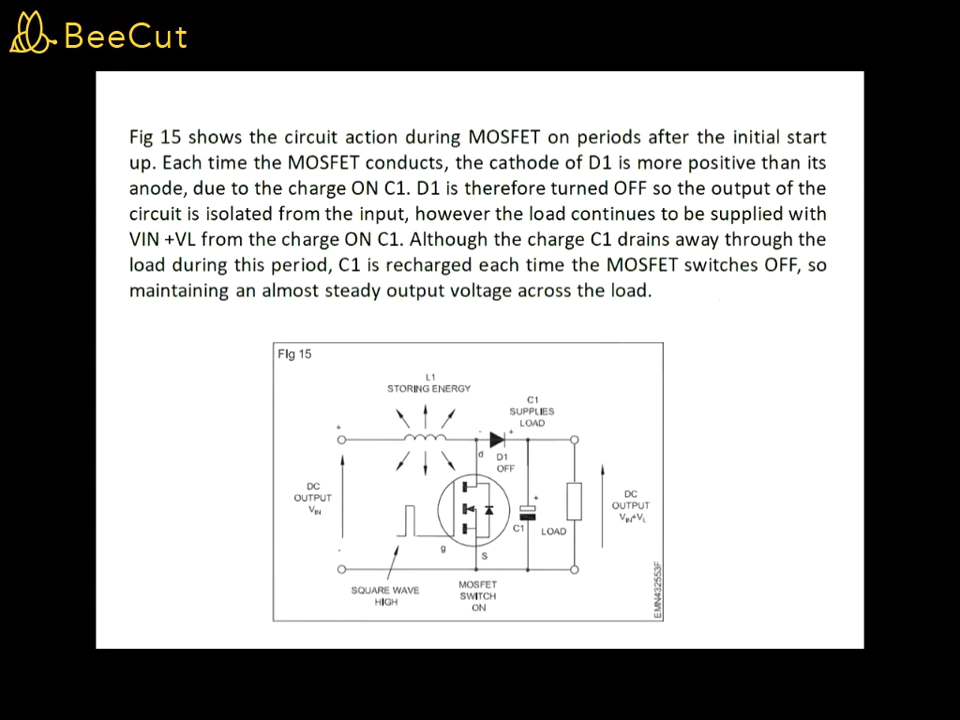 BeeCut
Fig 15 shows the circuit action during MOSFET on periods after the initial start
up. Each time the MOSFET conducts, the cathode of D1 is more positive than its
anode, due to the charge ON C1. D1 is therefore turned OFF so the output of the
circuit is isolated from the input, however the load continues to be supplied with
VIN +VL from the charge ON C1. Although the charge C1 drains away through the
load during this period, C1 is recharged each time the MOSFET switches OFF, so
maintaining an almost steady output voltage across the load.
FIg 15
L1
STORING ENERGY
C1
SUPPLIES
LOAD
+
-
+
d
D1
OFF
DC
OUTPUT
VIN
+
DC
OUTPUT
VIN+VL
C1
LOAD
g
S
-
SQUARE WAVE
HIGH
MOSFET
SWITCH
ON
EMN432553F